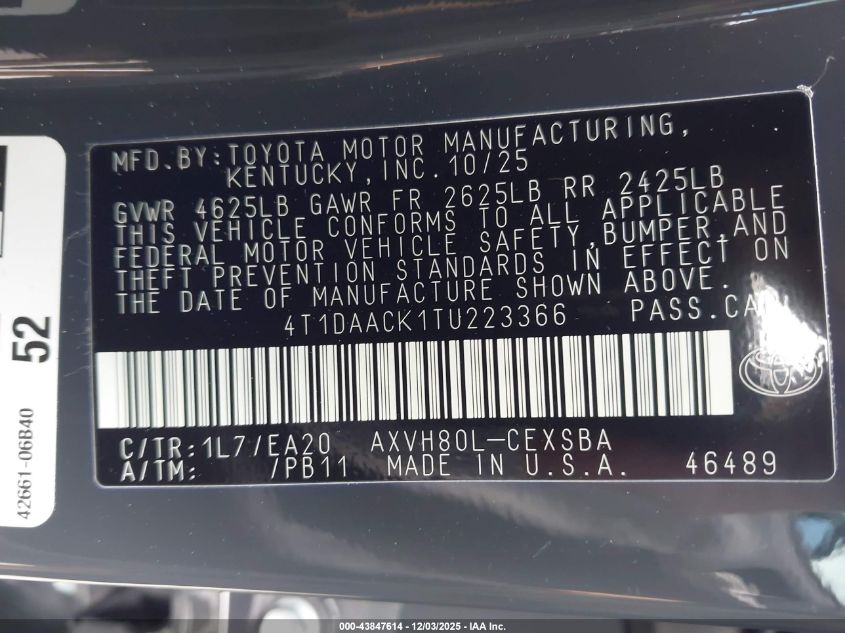 MFD.BY:TOYOTA MOTOR MANUFACTURING,
KENTUCKY,INC.10/25
GVWR 4625LB GAWR FR 2625LB RR 2425LB
THIS VEHICLE CONFORMS TO ALL APPLICABLE
FEDERAL MOTOR VEHICLE SAFETY,BUMPER,AND
THEFT PREVENTION STANDARDS IN EFFECT ON
THE DATE OF MANUFACTURE SHOWN ABOVE.
4T1DAACK1TU223366 PASS.CAR
C/TR:1L7/EA20 AXVH80L-CEXSBA
A/TM: /PB11 MADE IN U.S.A. 46489
52
42661-06B40
000-43847614 - 12/03/2025 - IAA Inc.